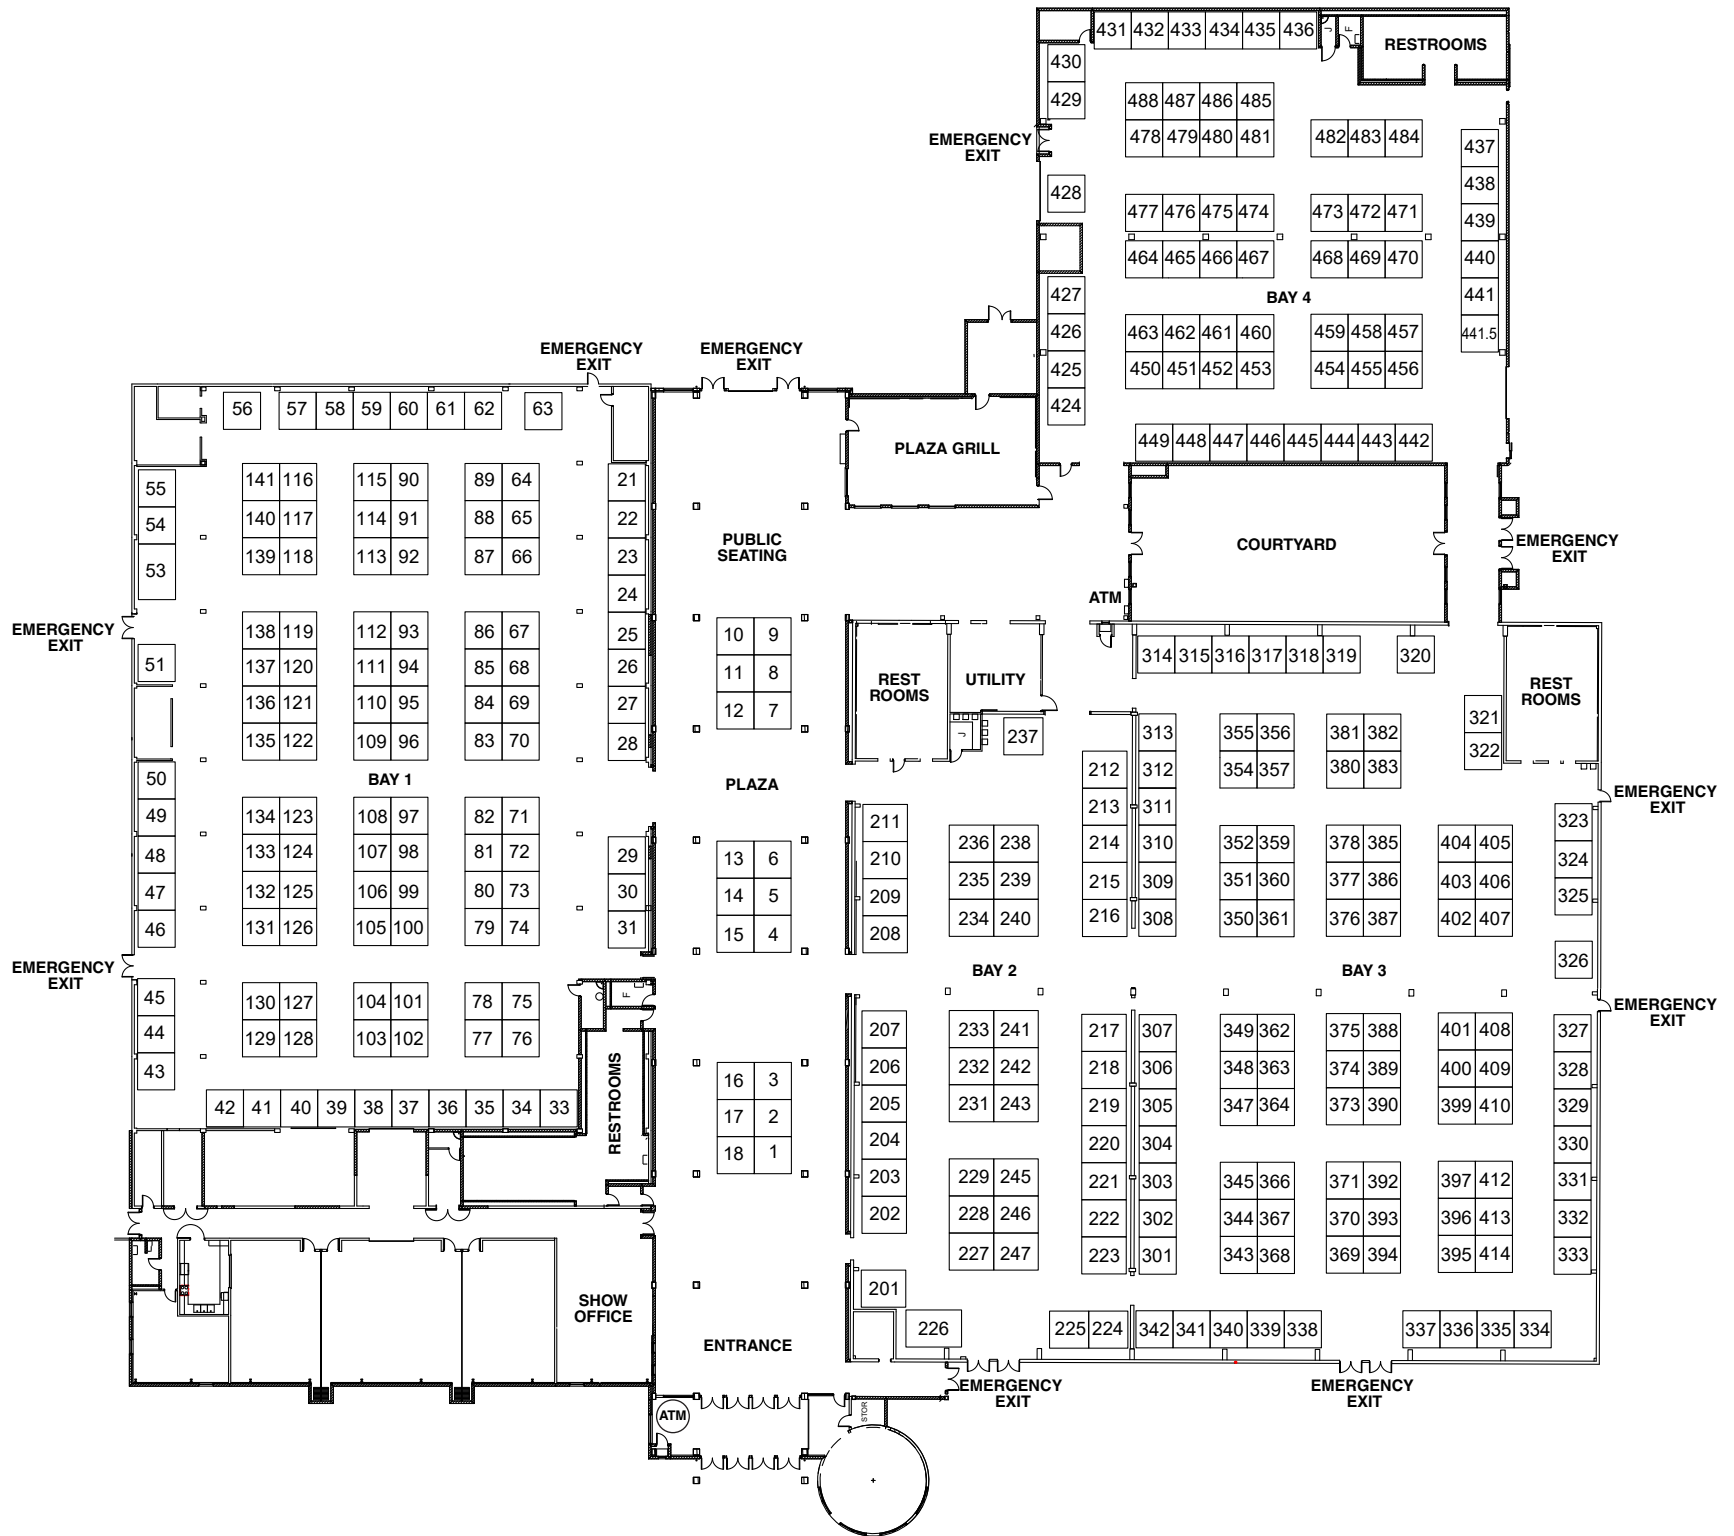 431 432 433 434 435 436
J
F
RESTROOMS
430
429
488 487 486 485
478 479 480 481 482 483 484
EMERGENCY
EXIT
437
438
439
440
441
441.5
428
477 476 475 474 473 472 471
464 465 466 467 468 469 470
BAY 4
427
426
425
424
463 462 461 460 459 458 457
450 451 452 453 454 455 456
449 448 447 446 445 444 443 442
EMERGENCY
EXIT
EMERGENCY
EXIT
PLAZA GRILL
COURTYARD
EMERGENCY
EXIT
ATM
56 57 58 59 60 61 62 63
55
54
53
141 116 115 90 89 64
140 117 114 91 88 65
139 118 113 92 87 66
21
22
23
24
25
26
27
28
PUBLIC
SEATING
EMERGENCY
EXIT
51
138 119 112 93 86 67
137 120 111 94 85 68
136 121 110 95 84 69
135 122 109 96 83 70
BAY 1
50
49
48
47
46
134 123 108 97 82 71
133 124 107 98 81 72
132 125 106 99 80 73
131 126 105 100 79 74
29
30
31
EMERGENCY
EXIT
45
44
43
130 127 104 101 78 75
129 128 103 102 77 76
42 41 40 39 38 37 36 35 34 33
F
RESTROOMS
10 9
11 8
12 7
PLAZA
13 6
14 5
15 4
16 3
17 2
18 1
SHOW
OFFICE
ENTRANCE
ATM
STOR
REST
ROOMS
UTILITY
J
237
211
210
209
208
236 238
235 239
234 240
212
213
214
215
216
BAY 2
207
206
205
204
203
202
201
233 241
232 242
231 243
229 245
228 246
227 247
217
218
219
220
221
222
223
226 225 224
EMERGENCY
EXIT
314 315 316 317 318 319 320
321
322
REST
ROOMS
313
312
311
310
309
308
355 356 381 382
354 357 380 383
352 359 378 385 404 405
351 360 377 386 403 406
350 361 376 387 402 407
EMERGENCY
EXIT
323
324
325
326
BAY 3
EMERGENCY
EXIT
307
306
305
304
303
302
301
349 362 375 388 401 408
348 363 374 389 400 409
347 364 373 390 399 410
345 366 371 392 397 412
344 367 370 393 396 413
343 368 369 394 395 414
327
328
329
330
331
332
333
342 341 340 339 338 337 336 335 334
EMERGENCY
EXIT